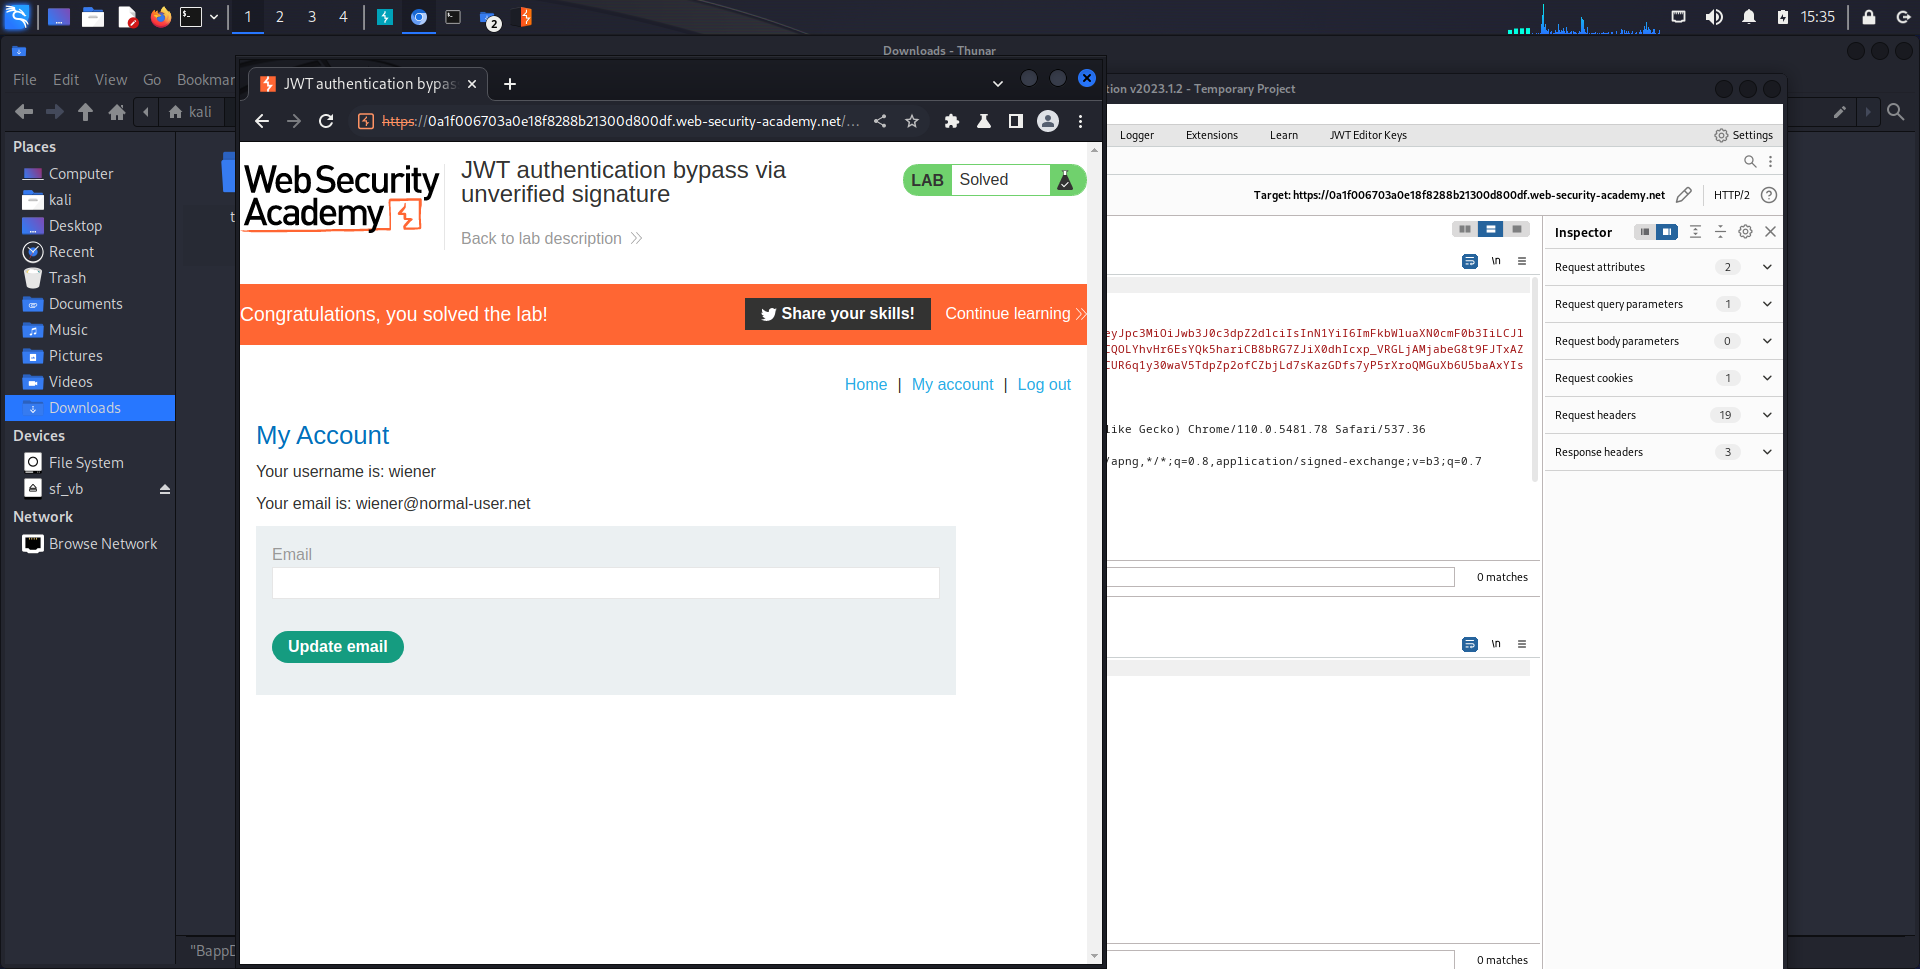 1 2 3 4
2
15:35
Downloads - Thunar
File Edit View Go Bookmar
kali
Places
Computer
kali
Desktop
Recent
Trash
Documents
Music
Pictures
Videos
Downloads
Devices
File System
sf_vb
Network
Browse Network
"BappD
JWT authentication bypas
https://0a1f006703a0e18f8288b21300d800df.web-security-academy.net/...
Web Security
Academy
JWT authentication bypass via
unverified signature
Back to lab description
LAB Solved
Congratulations, you solved the lab!
Share your skills!
Continue learning
Home | My account | Log out
My Account
Your username is: wiener
Your email is: wiener@normal-user.net
Email
Update email
tion v2023.1.2 - Temporary Project
Logger Extensions Learn JWT Editor Keys Settings
Target: https://0a1f006703a0e18f8288b21300d800df.web-security-academy.net HTTP/2
\n
eyJpc3MiOiJwb3J0c3dpZ2dlciIsInN1YiI6ImFkbWluaXN0cmF0b3IiLCJl
CQOLYhvHr6EsYQk5hariCB8bRG7ZJiX0dhIcxp_VRGLjAMjabeG8t9FJTxAZ
CUR6q1y30waV5TdpZp2ofCZbjLd7sKazGDfs7yP5rXroQMGuXb6U5baAxYIs
like Gecko) Chrome/110.0.5481.78 Safari/537.36
/apng,*/*;q=0.8,application/signed-exchange;v=b3;q=0.7
0 matches
\n
0 matches
Inspector
Request attributes 2
Request query parameters 1
Request body parameters 0
Request cookies 1
Request headers 19
Response headers 3